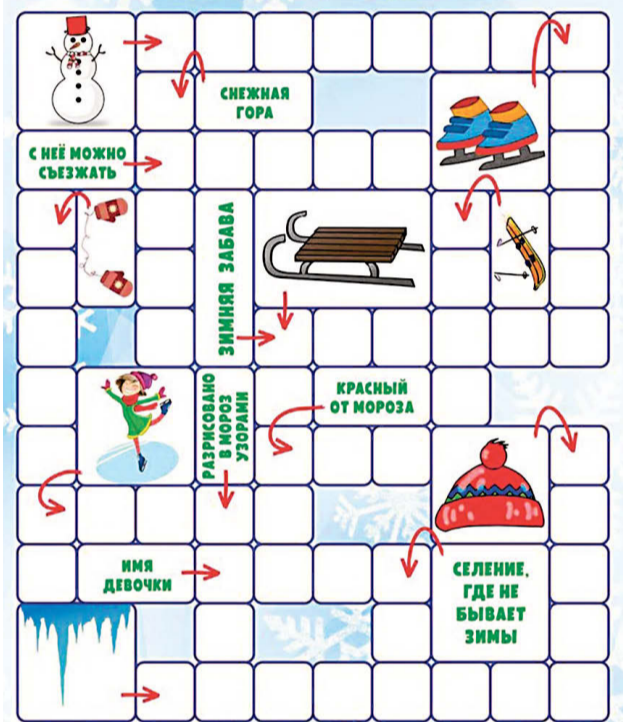 СНЕЖНАЯ
ГОРА
С НЕЁ МОЖНО
СЪЕЗЖАТЬ
ЗИМНЯЯ ЗАБАВА
КРАСНЫЙ
ОТ МОРОЗА
РАЗРИСОВАНО
В МОРОЗ
УЗОРАМИ
ИМЯ
ДЕВОЧКИ
СЕЛЕНИЕ,
ГДЕ НЕ
БЫВАЕТ
ЗИМЫ